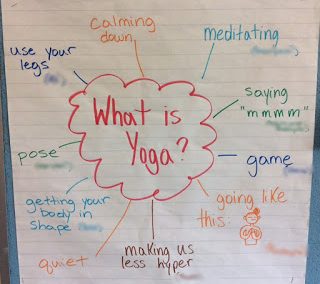 calming
down
meditating
use your
legs
saying
"mmmm"
What is
Yoga?
pose
game
getting your
body in
shape
going like
this:
making us
less hyper
quiet